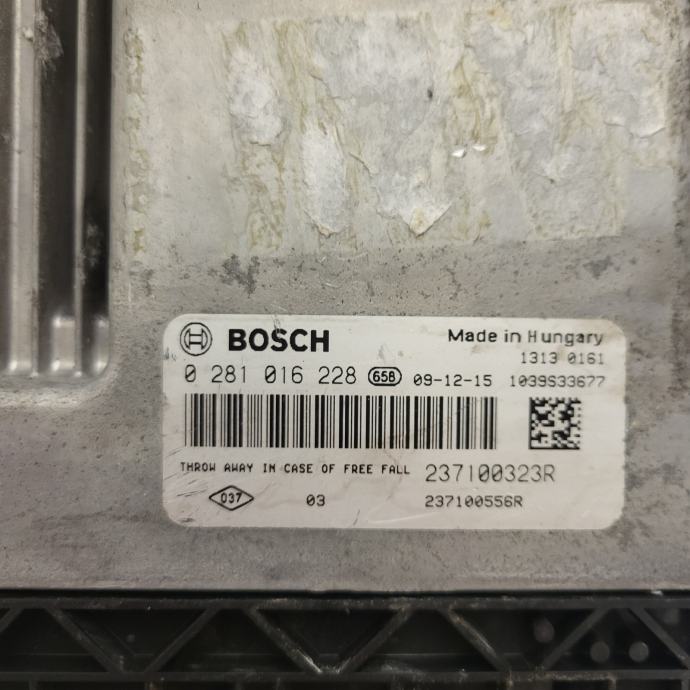 BOSCH Made in Hungary
1313 0161
0 281 016 228 65B 09-12-15 1039S33677
THROW AWAY IN CASE OF FREE FALL 237100323R
037 03 237100556R